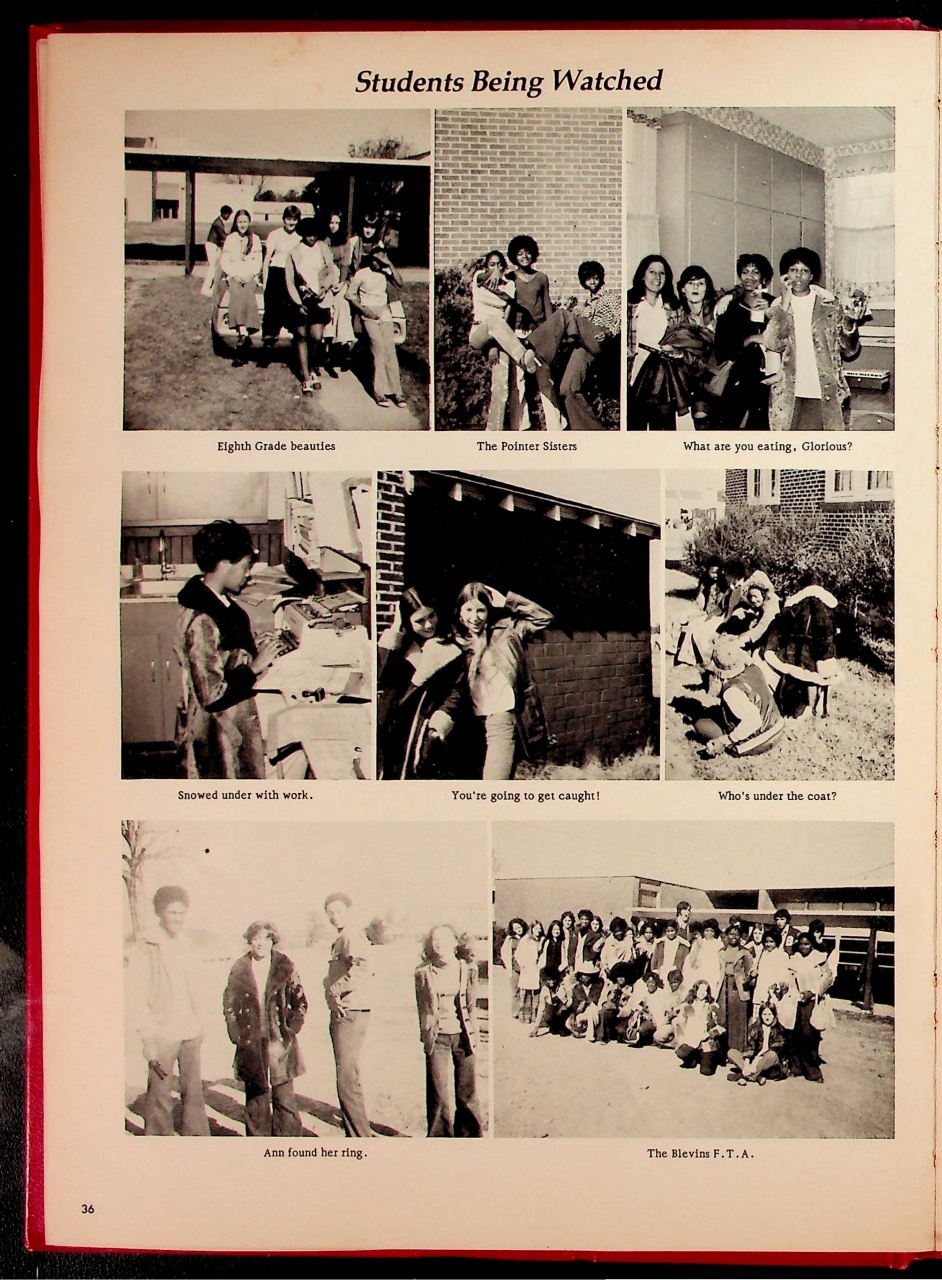 Students Being Watched
Eighth Grade beauties
The Pointer Sisters
What are you eating, Glorious?
Snowed under with work.
You're going to get caught!
Who's under the coat?
Ann found her ring.
The Blevins F.T.A.
36